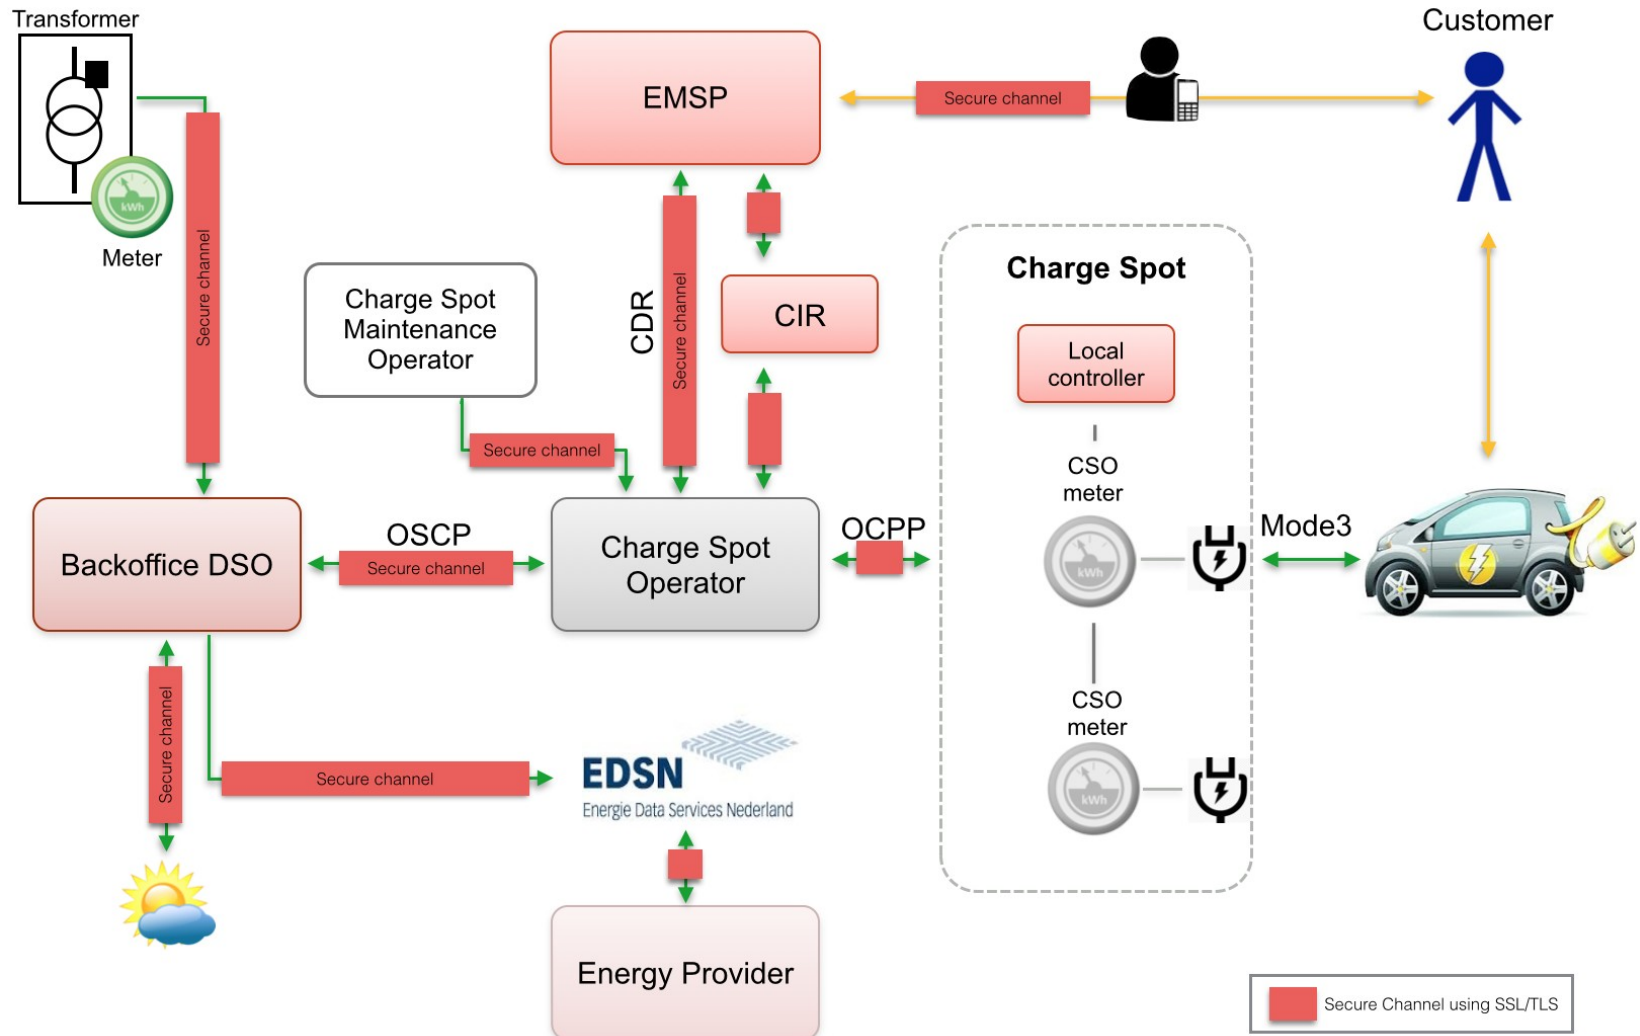 Transformer
Customer
EMSP
Secure channel
kWh
Meter
Secure channel
Charge Spot
Maintenance
Operator
CDR
Secure channel
CIR
Charge Spot
Local
controller
Secure channel
CSO
meter
kWh
Backoffice DSO
OSCP
Secure channel
Charge Spot
Operator
OCPP
Mode3
Secure channel
Secure channel
EDSN
Energie Data Services Nederland
CSO
meter
kWh
Energy Provider
Secure Channel using SSL/TLS